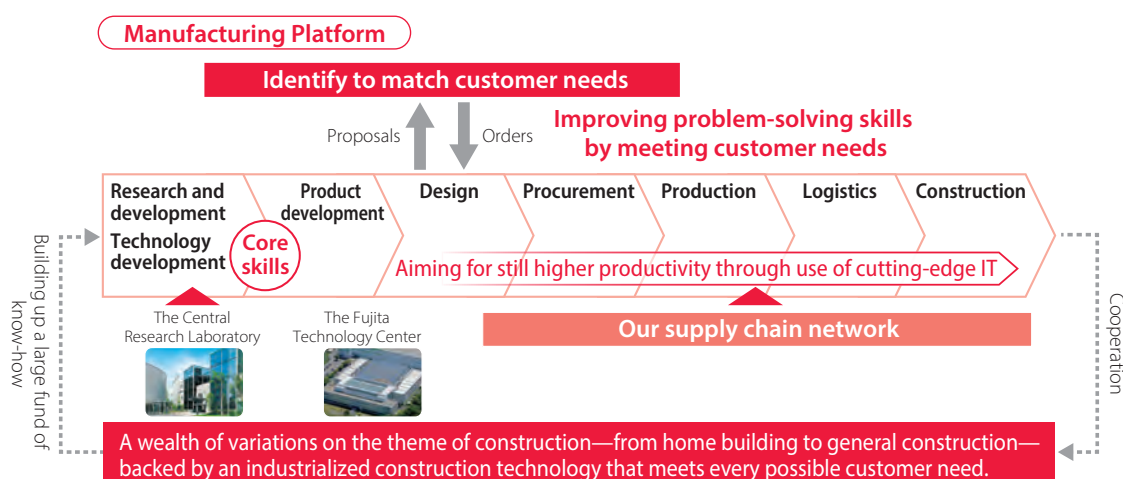 Manufacturing Platform
Identify to match customer needs
Proposals
Orders
Improving problem-solving skills
by meeting customer needs
Research and
development
Technology
development
Core
skills
Product
development
Design
Procurement
Production
Logistics
Construction
Aiming for still higher productivity through use of cutting-edge IT
The Central
Research Laboratory
The Fujita
Technology Center
Our supply chain network
Building up a large fund of
know-how
Cooperation
A wealth of variations on the theme of construction—from home building to general construction—
backed by an industrialized construction technology that meets every possible customer need.